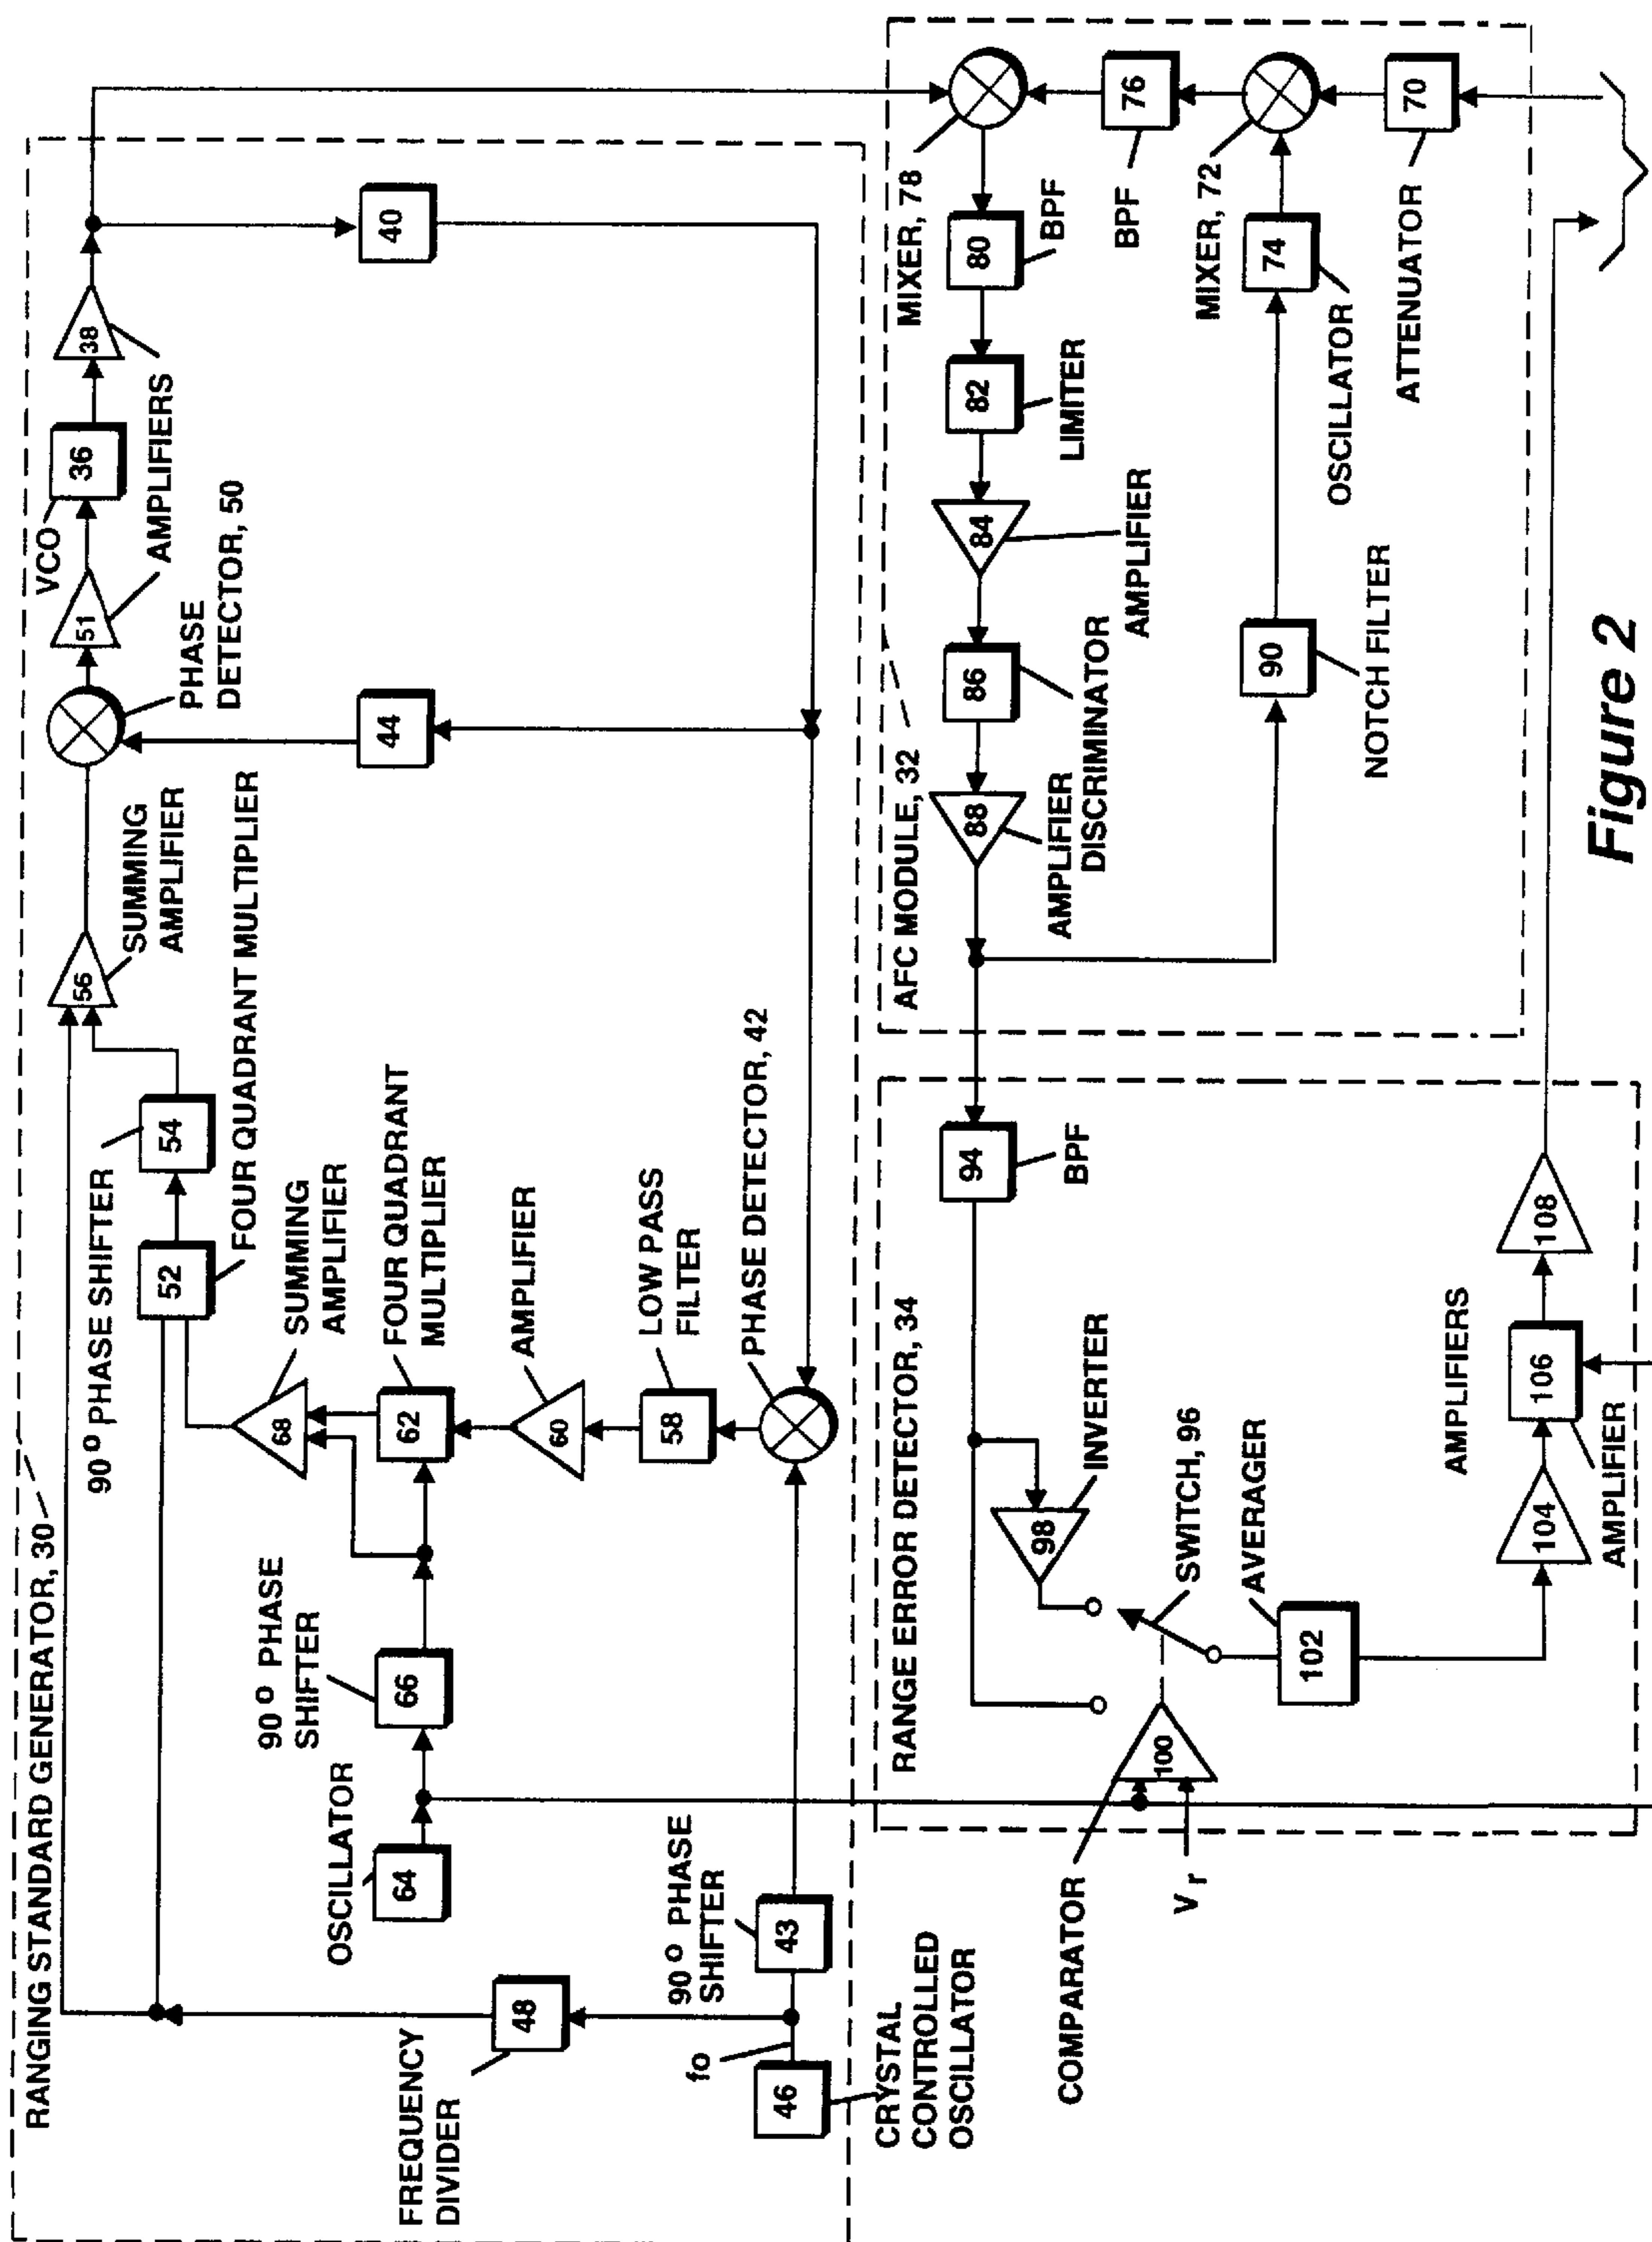 RANGING STANDARD GENERATOR, 30
FREQUENCY
DIVIDER
48
fo
46
CRYSTAL
CONTROLLED
OSCILLATOR
90° PHASE
SHIFTER
43
OSCILLATOR
64
90° PHASE
SHIFTER
66
90° PHASE SHIFTER
52
54
FOUR QUADRANT MULTIPLIER
SUMMING
AMPLIFIER
68
FOUR QUADRANT
MULTIPLIER
62
AMPLIFIER
60
LOW PASS
FILTER
58
PHASE DETECTOR, 42
56
SUMMING
AMPLIFIER
PHASE
DETECTOR, 50
44
51
VCO
36
AMPLIFIERS
38
40
RANGE ERROR DETECTOR, 34
COMPARATOR
100
Vr
94
BPF
INVERTER
98
SWITCH, 96
AVERAGER
102
AMPLIFIERS
104
106
108
AMPLIFIER
AFC MODULE, 32
88
AMPLIFIER
DISCRIMINATOR
86
84
AMPLIFIER
82
LIMITER
80
BPF
MIXER, 78
BPF
76
MIXER, 72
90
NOTCH FILTER
74
OSCILLATOR
ATTENUATOR
70
Figure 2